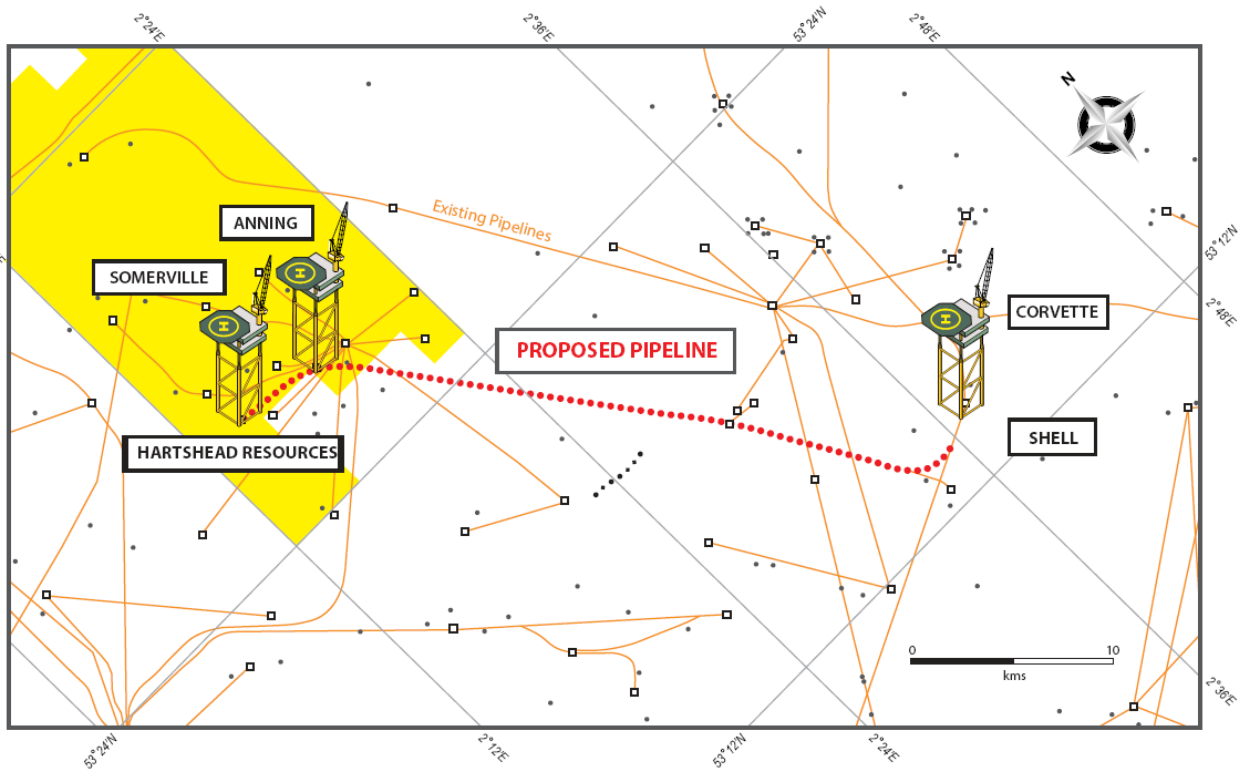 2°24'E
2°36'E
53°24'N
2°48'E
N
ANNING
Existing Pipelines
SOMERVILLE
53°12'N
2°48'E
CORVETTE
PROPOSED PIPELINE
SHELL
HARTSHEAD RESOURCES
0 10
kms
2°36'E
53°24'N
2°12'E
53°12'N
2°24'E